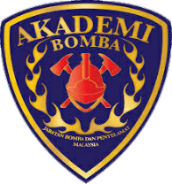 AKADEMI
BOMBA
JABATAN BOMBA DAN PENYELAMAT
MALAYSIA